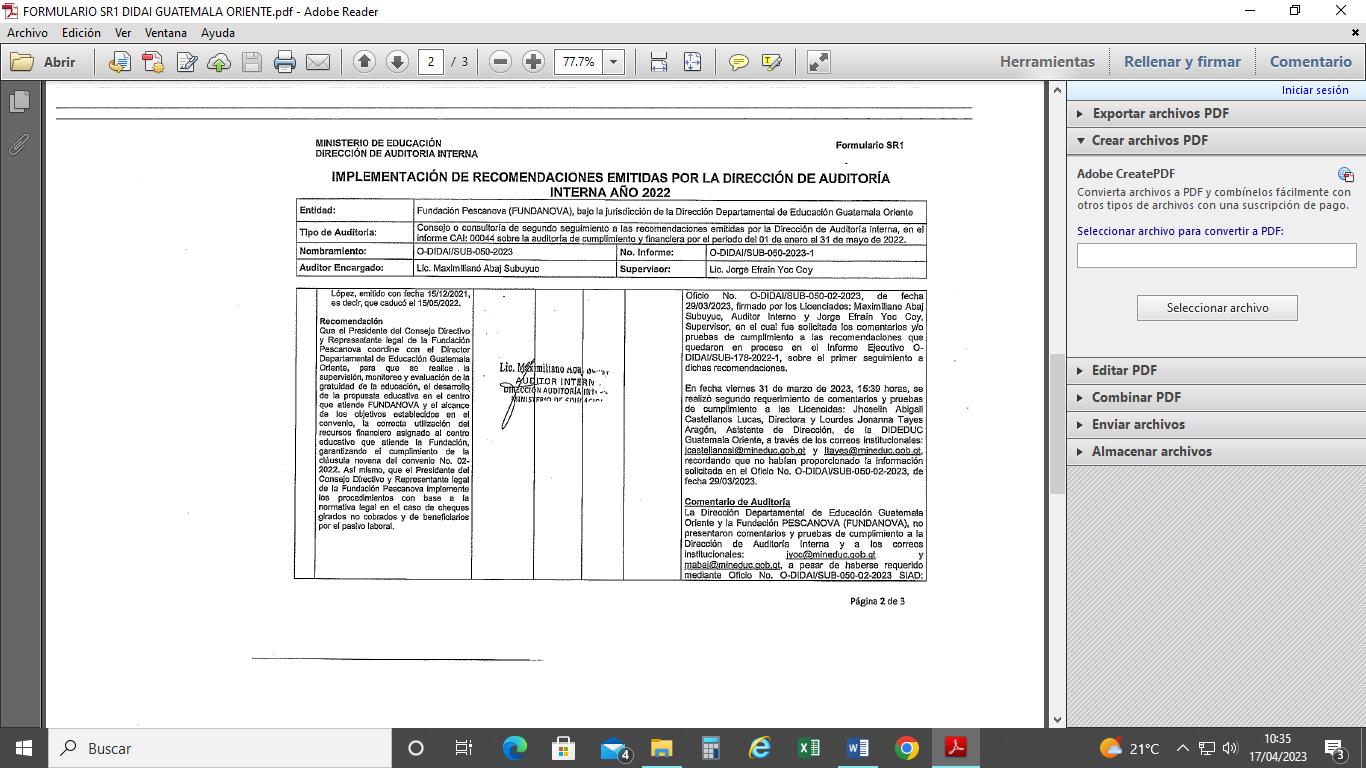 FORMULARIO SR1 DIDAI GUATEMALA ORIENTE.pdf - Adobe Reader
Archivo Edición Ver Ventana Ayuda
Abrir 2 / 3 77.7% Herramientas Rellenar y firmar Comentario
Iniciar sesión
Exportar archivos PDF
Crear archivos PDF
Adobe CreatePDF
Convierta archivos a PDF y combínelos fácilmente con
otros tipos de archivos con una suscripción de pago.
Seleccionar archivo para convertir a PDF:
Seleccionar archivo
Editar PDF
Combinar PDF
Enviar archivos
Almacenar archivos
MINISTERIO DE EDUCACIÓN
DIRECCIÓN DE AUDITORIA INTERNA
Formulario SR1
IMPLEMENTACIÓN DE RECOMENDACIONES EMITIDAS POR LA DIRECCIÓN DE AUDITORÍA
INTERNA AÑO 2022
Entidad: Fundación Pescanova (FUNDANOVA), bajo la jurisdicción de la Dirección Departamental de Educación Guatemala Oriente
Tipo de Auditoria: Consejo o consultoría de segundo seguimiento a las recomendaciones emitidas por la Dirección de Auditoría Interna, en el
informe CAI: 00044 sobre la auditoria de cumplimiento y financiera por el periodo del 01 de enero al 31 de mayo de 2022.
Nombramiento: O-DIDAI/SUB-050-2023 No. Informe: O-DIDAI/SUB-050-2023-1
Auditor Encargado: Lic. Maximiliano Abaj Subuyuc Supervisor: Lic. Jorge Efraín Yoc Coy
López, emitido con fecha 15/12/2021,
es decir, que caducó el 15/05/2022.
Recomendación
Que el Presidente del Consejo Directivo
y Representante legal de la Fundación
Pescanova coordine con el Director
Departamental de Educación Guatemala
Oriente, para que se realice la
supervisión, monitoreo y evaluación de la
gratuidad de la educación, el desarrollo
de la propuesta educativa en el centro
que atiende FUNDANOVA y el alcance
de los objetivos establecidos en el
convenio, la correcta utilización del
recursos financiero asignado al centro
educativo que atiende la Fundación,
garantizando el cumplimiento de la
cláusula novena del convenio No. 02-
2022. Así mismo, que el Presidente del
Consejo Directivo y Representante legal
de la Fundación Pescanova implemente
los procedimientos con base a la
normativa legal en el caso de cheques
girados no cobrados y de beneficiarios
por el pasivo laboral.
Lic. Maximiliano
AUDITOR INTERN
DIRECCIÓN AUDITORÍA
MINISTERIO DE
Oficio No. O-DIDAI/SUB-050-02-2023, de fecha
29/03/2023, firmado por los Licenciados: Maximiliano Abaj
Subuyuc, Auditor Interno y Jorge Efraín Yoc Coy,
Supervisor, en el cual fue solicitada los comentarios y/o
pruebas de cumplimiento a las recomendaciones que
quedaron en proceso en el Informe Ejecutivo O-
DIDAI/SUB-178-2022-1, sobre el primer seguimiento a
dichas recomendaciones.
En fecha viernes 31 de marzo de 2023, 15:39 horas, se
realizó segundo requerimiento de comentarios y pruebas
de cumplimiento a las Licencidas: Jhoselin Abigail
Castellanos Lucas, Directora y Lourdes Jonanna Tayes
Aragón, Asistente de Dirección, de la DIDEDUC
Guatemala Oriente, a través de los correos institucionales:
jcastellanosl@mineduc.gob.gt y ltayes@mineduc.gob.gt,
recordando que no habían proporcionado la información
solicitada en el Oficio No. O-DIDAI/SUB-050-02-2023, de
fecha 29/03/2023.
Comentario de Auditoría
La Dirección Departamental de Educación Guatemala
Oriente y la Fundación PESCANOVA (FUNDANOVA), no
presentaron comentarios y pruebas de cumplimiento a la
Dirección de Auditoría Interna y a los correos
institucionales: jyoc@mineduc.gob.gt y
mabaj@mineduc.gob.gt, a pesar de haberse requerido
mediante Oficio No. O-DIDAI/SUB-050-02-2023 SIAD:
Página 2 de 3
Buscar
4
21°C
10:35
17/04/2023
3